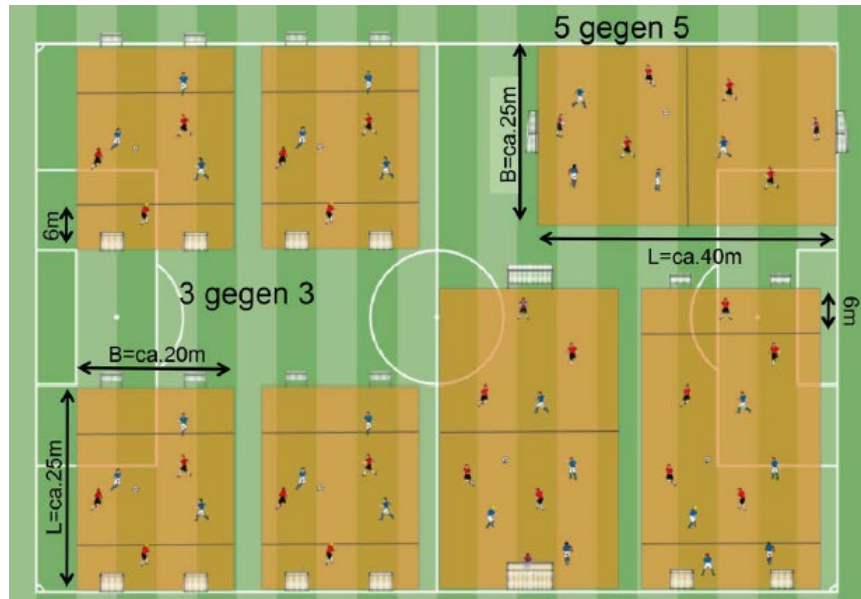 5 gegen 5
B=ca.25m
6m
L=ca.40m
3 gegen 3
6m
B=ca.20m
L=ca.25m